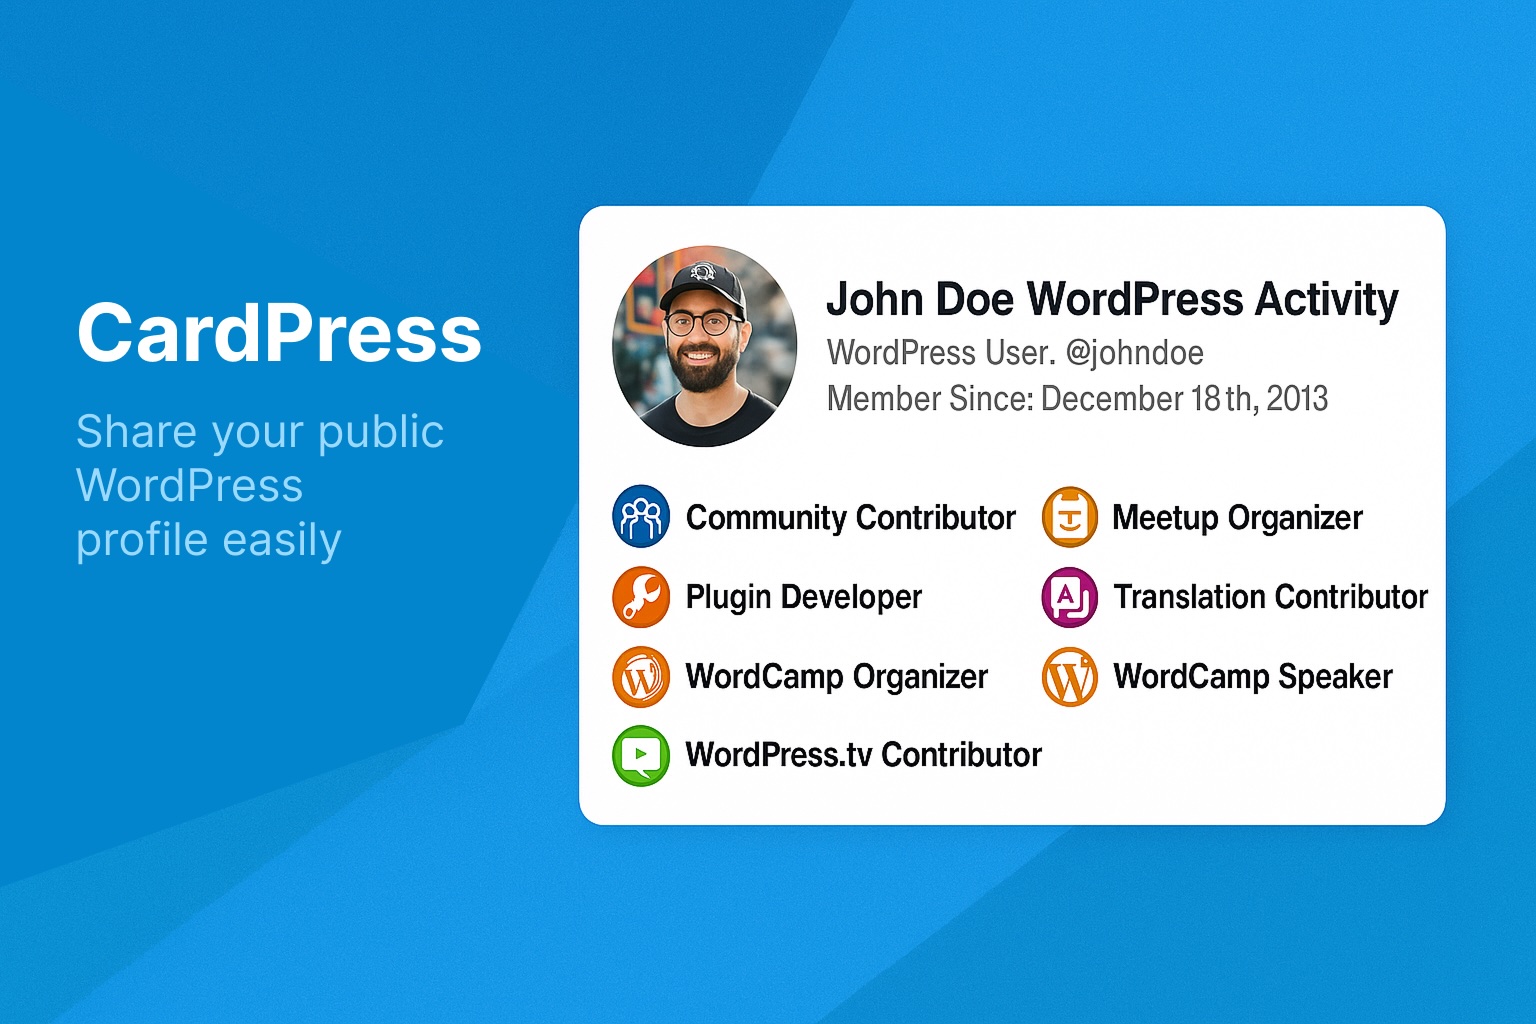 CardPress
Share your public
WordPress
profile easily
John Doe WordPress Activity
WordPress User. @johndoe
Member Since: December 18th, 2013
Community Contributor
Meetup Organizer
Plugin Developer
Translation Contributor
WordCamp Organizer
WordCamp Speaker
WordPress.tv Contributor